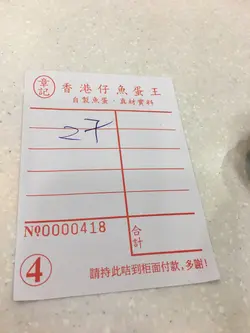 章記
香港仔魚蛋王
自製魚蛋·真材實料
27
№0000418
合計
4
請持此咭到柜面付款,多謝!